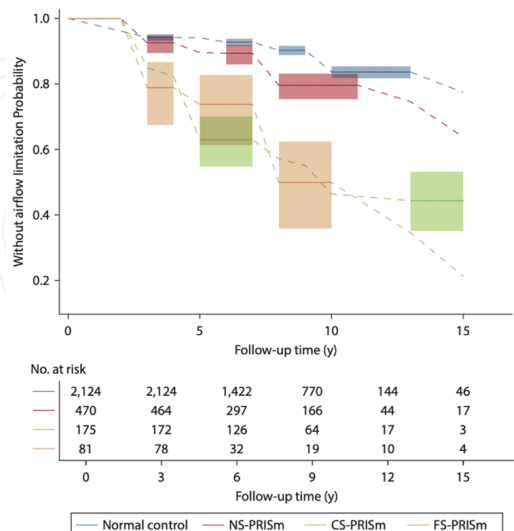 1.0
0.8
0.6
0.4
0.2
Without airflow limitation Probability
0 5 10 15
Follow-up time (y)
No. at risk
2,124 2,124 1,422 770 144 46
470 464 297 166 44 17
175 172 126 64 17 3
81 78 32 19 10 4
0 3 6 9 12 15
Follow-up time (y)
Normal control NS-PRISm CS-PRISm FS-PRISm